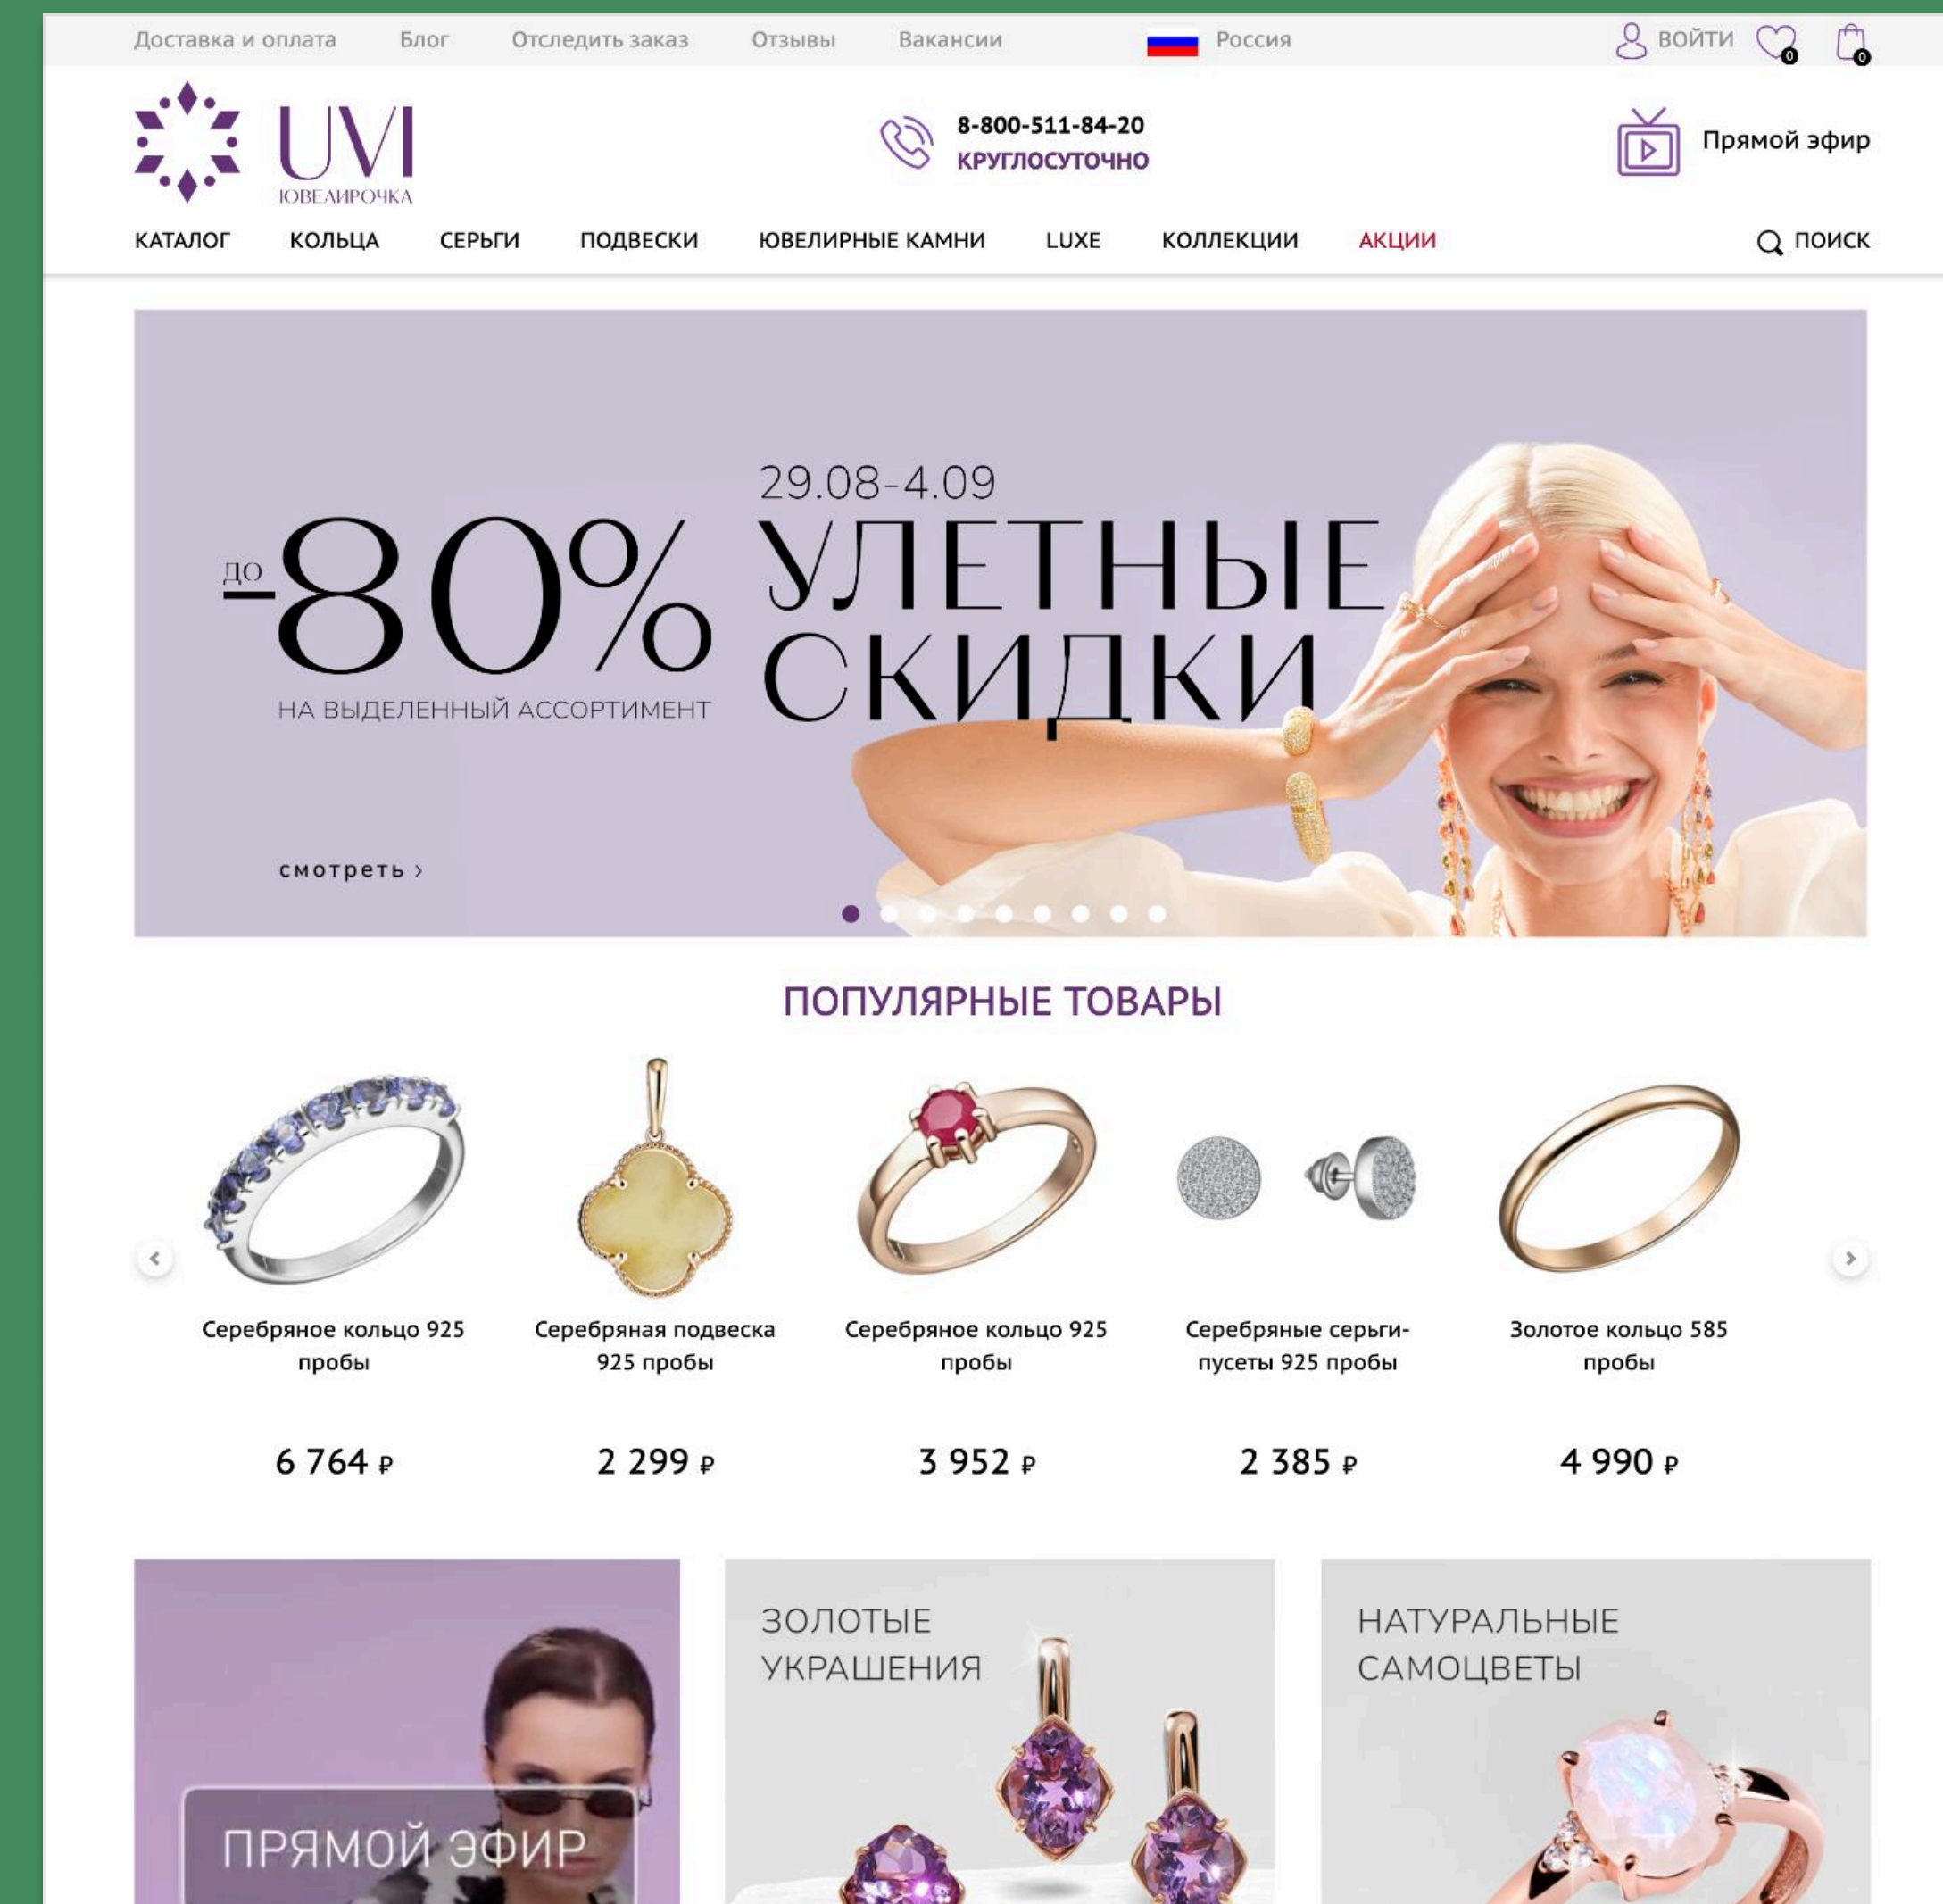 Доставка и оплата Блог Отследить заказ Отзывы Вакансии Россия ВОЙТИ 0 0
UVI
ЮВЕЛИРОЧКА
8-800-511-84-20
КРУГЛОСУТОЧНО
Прямой эфир
КАТАЛОГ КОЛЬЦА СЕРЬГИ ПОДВЕСКИ ЮВЕЛИРНЫЕ КАМНИ LUXE КОЛЛЕКЦИИ АКЦИИ ПОИСК
до -80%
НА ВЫДЕЛЕННЫЙ АССОРТИМЕНТ
29.08-4.09
УЛЕТНЫЕ
СКИДКИ
смотреть >
ПОПУЛЯРНЫЕ ТОВАРЫ
Серебряное кольцо 925
пробы
6 764 ₽
Серебряная подвеска
925 пробы
2 299 ₽
Серебряное кольцо 925
пробы
3 952 ₽
Серебряные серьги-
пусеты 925 пробы
2 385 ₽
Золотое кольцо 585
пробы
4 990 ₽
ПРЯМОЙ ЭФИР
ЗОЛОТЫЕ
УКРАШЕНИЯ
НАТУРАЛЬНЫЕ
САМОЦВЕТЫ